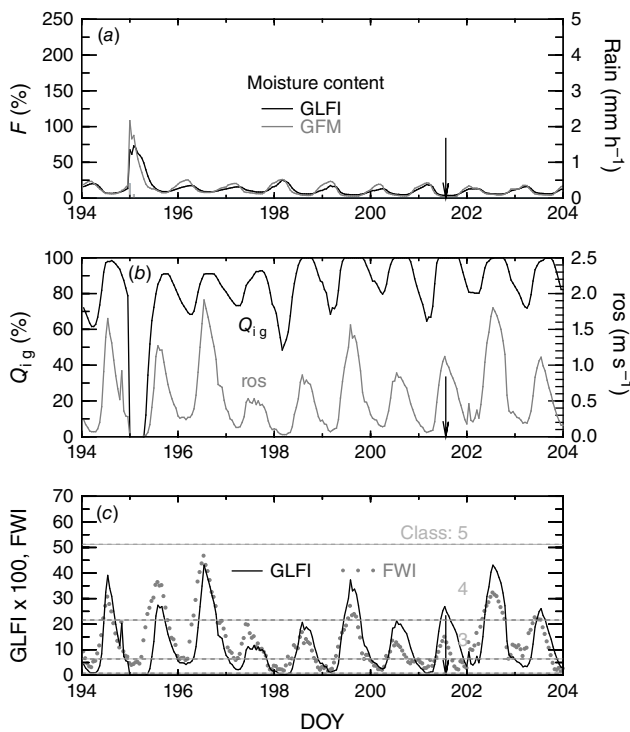 (a)
250
200
150
100
50
0
F (%)
Moisture content
GLFI
GFM
5
4
3
2
1
0
Rain (mm h⁻¹)
194 196 198 200 202 204
(b)
100
80
60
40
20
0
Qi g (%)
Qi g
ros
2.5
2.0
1.5
1.0
0.5
0.0
ros (m s⁻¹)
194 196 198 200 202 204
(c)
70
60
50
40
30
20
10
0
GLFI x 100, FWI
Class: 5
GLFI FWI
4
3
194 196 198 200 202 204
DOY